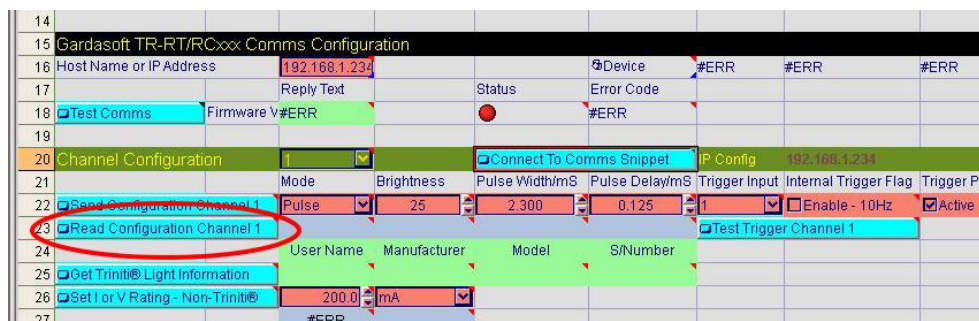 14
15 Gardasoft TR-RT/RCxxx Comms Configuration
16 Host Name or IP Address 192.168.1.234 Device #ERR #ERR #ERR
17 Reply Text Status Error Code
18 Test Comms Firmware V #ERR #ERR
19
20 Channel Configuration 1 Connect To Comms Snippet IP Config 192.168.1.234
21 Mode Brightness Pulse Width/mS Pulse Delay/mS Trigger Input Internal Trigger Flag Trigger P
22 Send Configuration Channel 1 Pulse 25 2.300 0.125 1 Enable - 10Hz Active
23 Read Configuration Channel 1 Test Trigger Channel 1
24 User Name Manufacturer Model S/Number
25 Get Triniti® Light Information
26 Set I or V Rating - Non-Triniti® 200.0 mA
27 #ERR